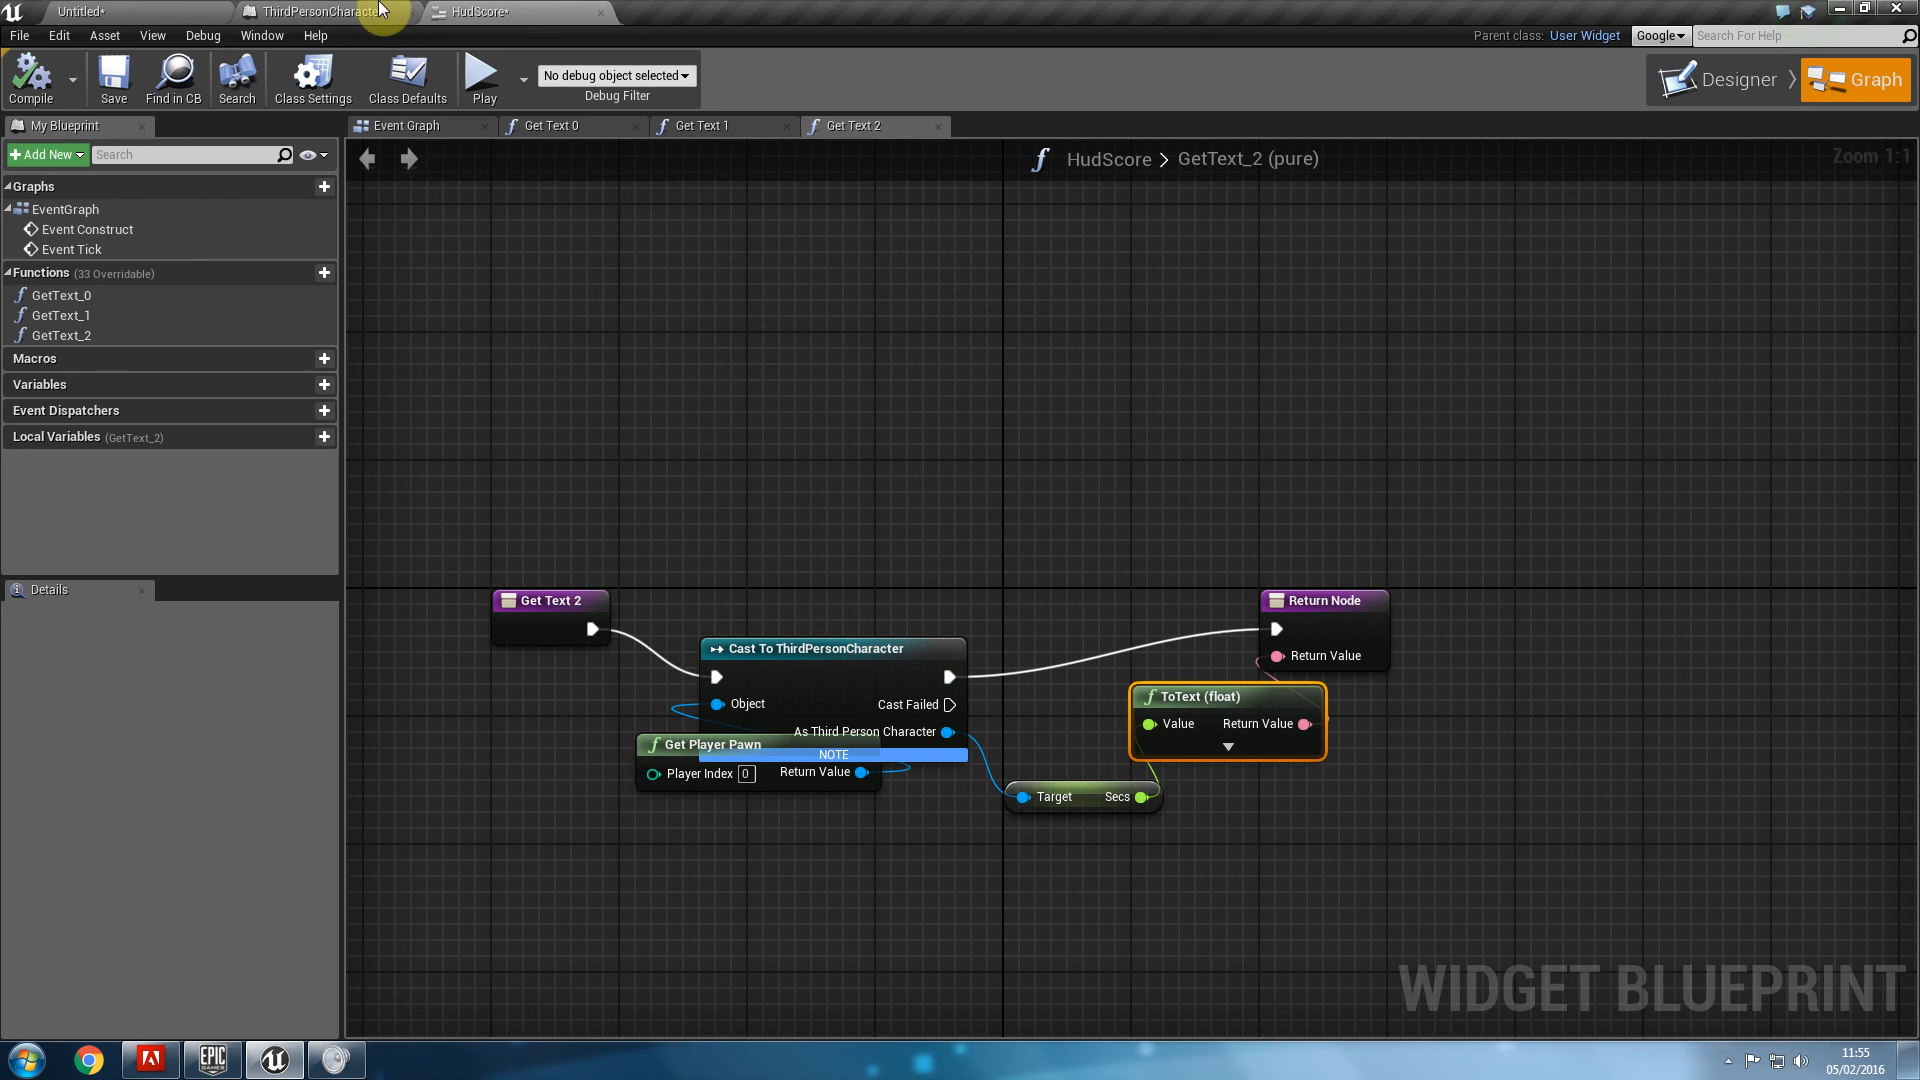 Untitled*
ThirdPersonCharacte
HudScore*
File Edit Asset View Debug Window Help
Parent class: User Widget Google Search For Help
Compile Save Find in CB Search Class Settings Class Defaults Play
No debug object selected
Debug Filter
Designer Graph
My Blueprint
Event Graph Get Text 0 Get Text 1 Get Text 2
Add New Search
HudScore > GetText_2 (pure)
Zoom 1:1
Graphs
EventGraph
Event Construct
Event Tick
Functions (33 Overridable)
GetText_0
GetText_1
GetText_2
Macros
Variables
Event Dispatchers
Local Variables (GetText_2)
Details
Get Text 2
Cast To ThirdPersonCharacter
Object
Cast Failed
As Third Person Character
NOTE
Get Player Pawn
Player Index 0 Return Value
Target Secs
ToText (float)
Value Return Value
Return Node
Return Value
WIDGET BLUEPRINT
EPIC
GAMES
11:55
05/02/2016